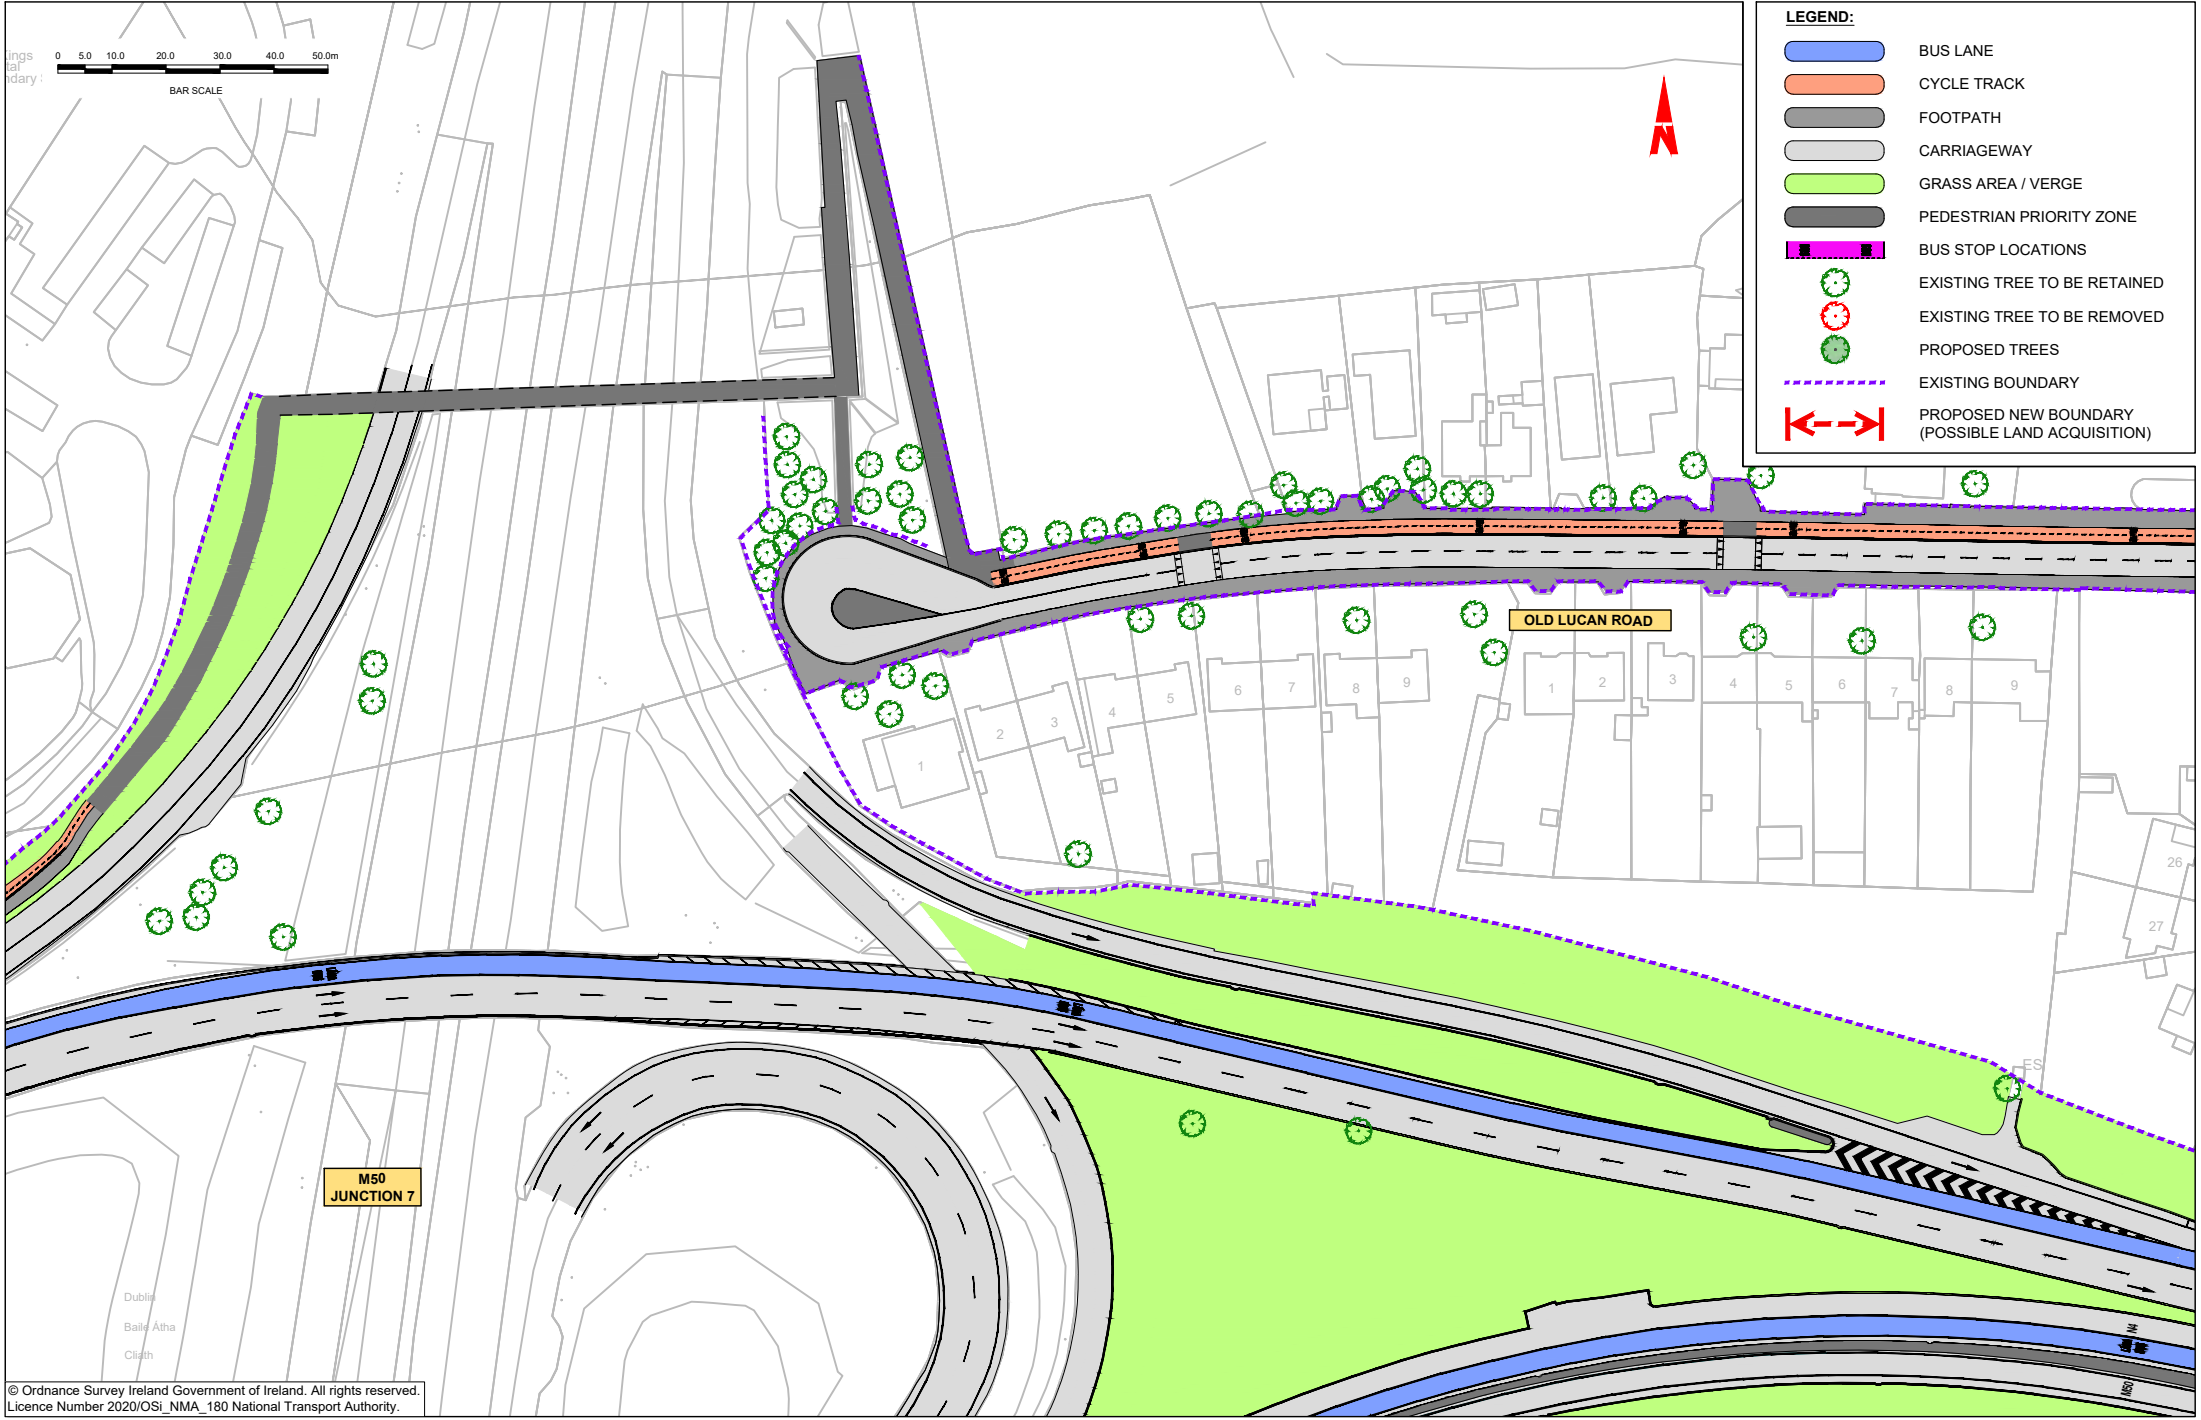 0 5.0 10.0 20.0 30.0 40.0 50.0m
BAR SCALE
N
LEGEND:
BUS LANE
CYCLE TRACK
FOOTPATH
CARRIAGEWAY
GRASS AREA / VERGE
PEDESTRIAN PRIORITY ZONE
BUS STOP LOCATIONS
EXISTING TREE TO BE RETAINED
EXISTING TREE TO BE REMOVED
PROPOSED TREES
EXISTING BOUNDARY
PROPOSED NEW BOUNDARY
(POSSIBLE LAND ACQUISITION)
OLD LUCAN ROAD
1 2 3 4 5 6 7 8 9
1 2 3 4 5 6 7 8 9
26
27
ES
M50
JUNCTION 7
Dublin
Baile Átha
Cliath
N4
M50
© Ordnance Survey Ireland Government of Ireland. All rights reserved.
Licence Number 2020/OSi_NMA_180 National Transport Authority.